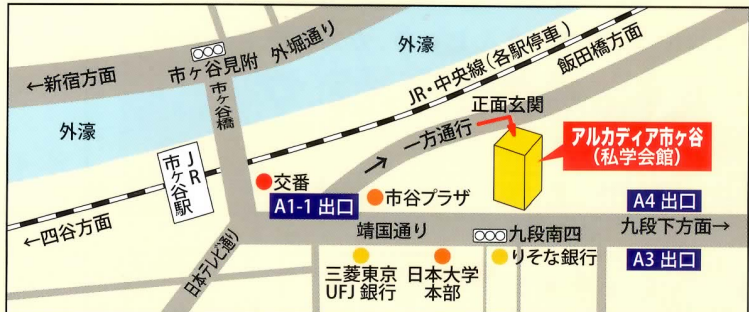 外堀通り
外濠
市ヶ谷見附
←新宿方面
市ヶ谷橋
JR・中央線(各駅停車)
飯田橋方面
外濠
正面玄関
一方通行
アルカディア市ヶ谷
(私学会館)
JR
市ヶ谷駅
交番
A1-1 出口
市谷プラザ
A4 出口
←四谷方面
靖国通り
九段南四
九段下方面→
日本テレビ通り
三菱東京
UFJ 銀行
日本大学
本部
りそな銀行
A3 出口